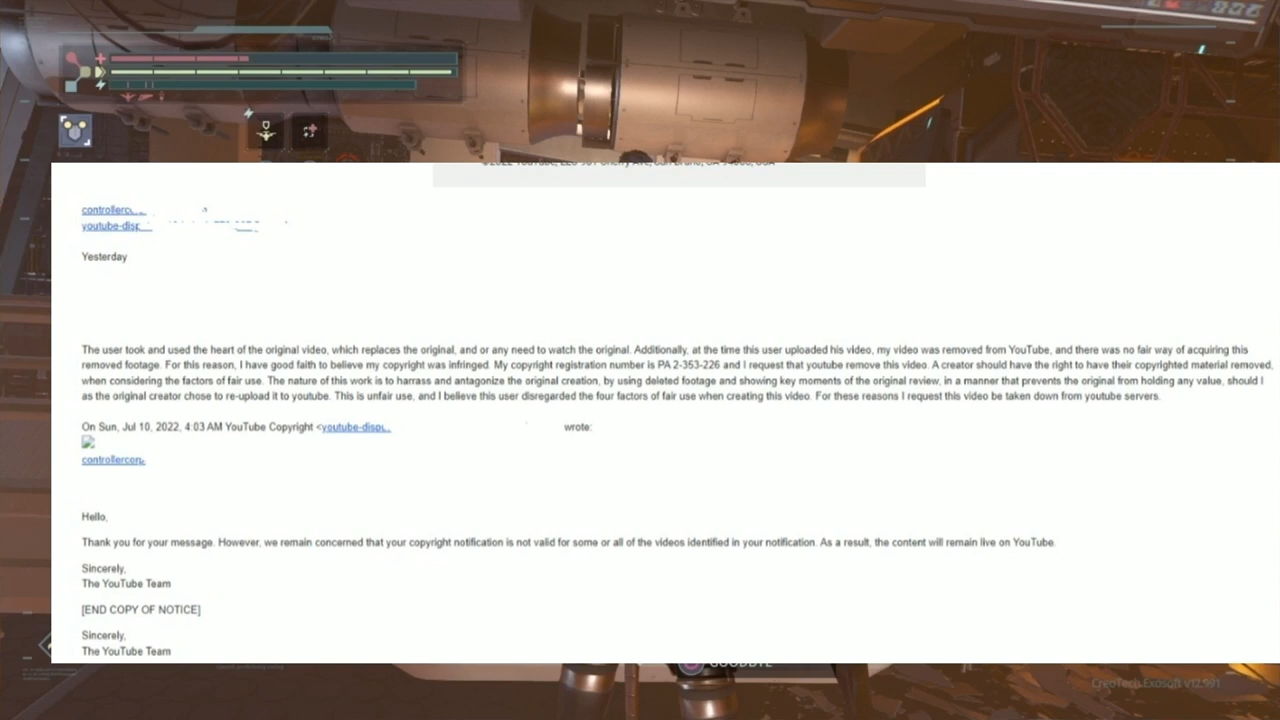 controllerco
youtube-disp
Yesterday
The user took and used the heart of the original video, which replaces the original, and or any need to watch the original. Additionally, at the time this user uploaded his video, my video was removed from YouTube, and there was no fair way of acquiring this
removed footage. For this reason, I have good faith to believe my copyright was infringed. My copyright registration number is PA 2-353-226 and I request that youtube remove this video. A creator should have the right to have their copyrighted material removed,
when considering the factors of fair use. The nature of this work is to harrass and antagonize the original creation, by using deleted footage and showing key moments of the original review, in a manner that prevents the original from holding any value, should I
as the original creator chose to re-upload it to youtube. This is unfair use, and I believe this user disregarded the four factors of fair use when creating this video. For these reasons I request this video be taken down from youtube servers.
On Sun, Jul 10, 2022, 4:03 AM YouTube Copyright <youtube-disp wrote:
controllercorp
Hello,
Thank you for your message. However, we remain concerned that your copyright notification is not valid for some or all of the videos identified in your notification. As a result, the content will remain live on YouTube.
Sincerely,
The YouTube Team
[END COPY OF NOTICE]
Sincerely,
The YouTube Team
GOODBYE
CreoTech Exosoft v12.991